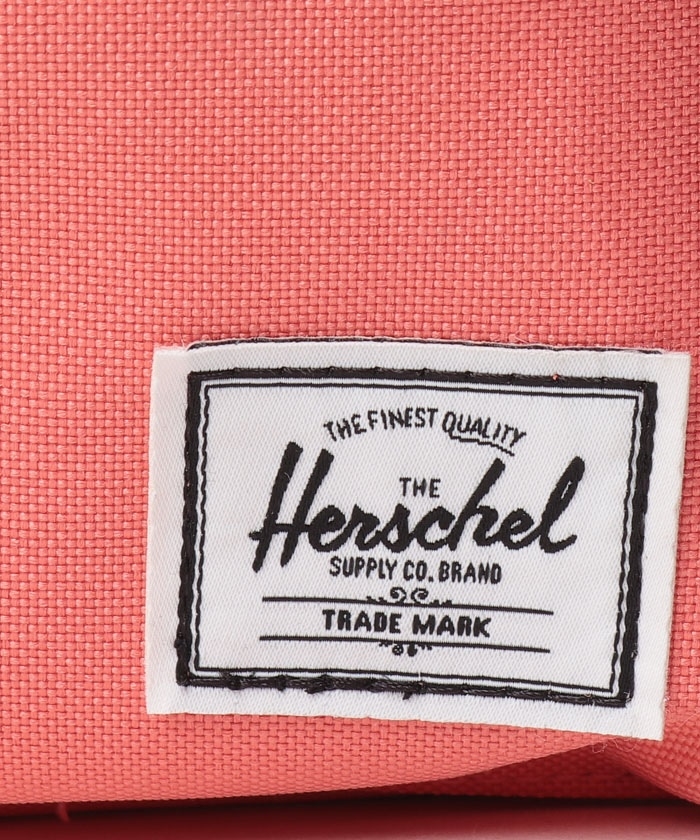 THE FINEST QUALITY
THE
Herschel
SUPPLY CO. BRAND
TRADE MARK